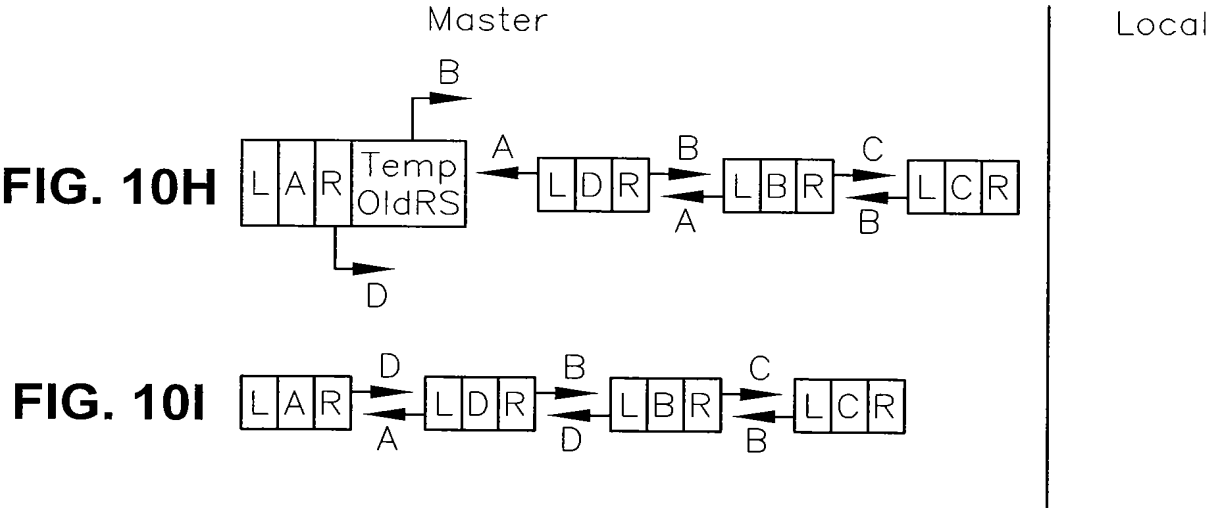 Master Local
B
FIG. 10H L A R Temp OldRS A L D R B A L B R C B L C R
D
FIG. 10I L A R D A L D R B D L B R C B L C R